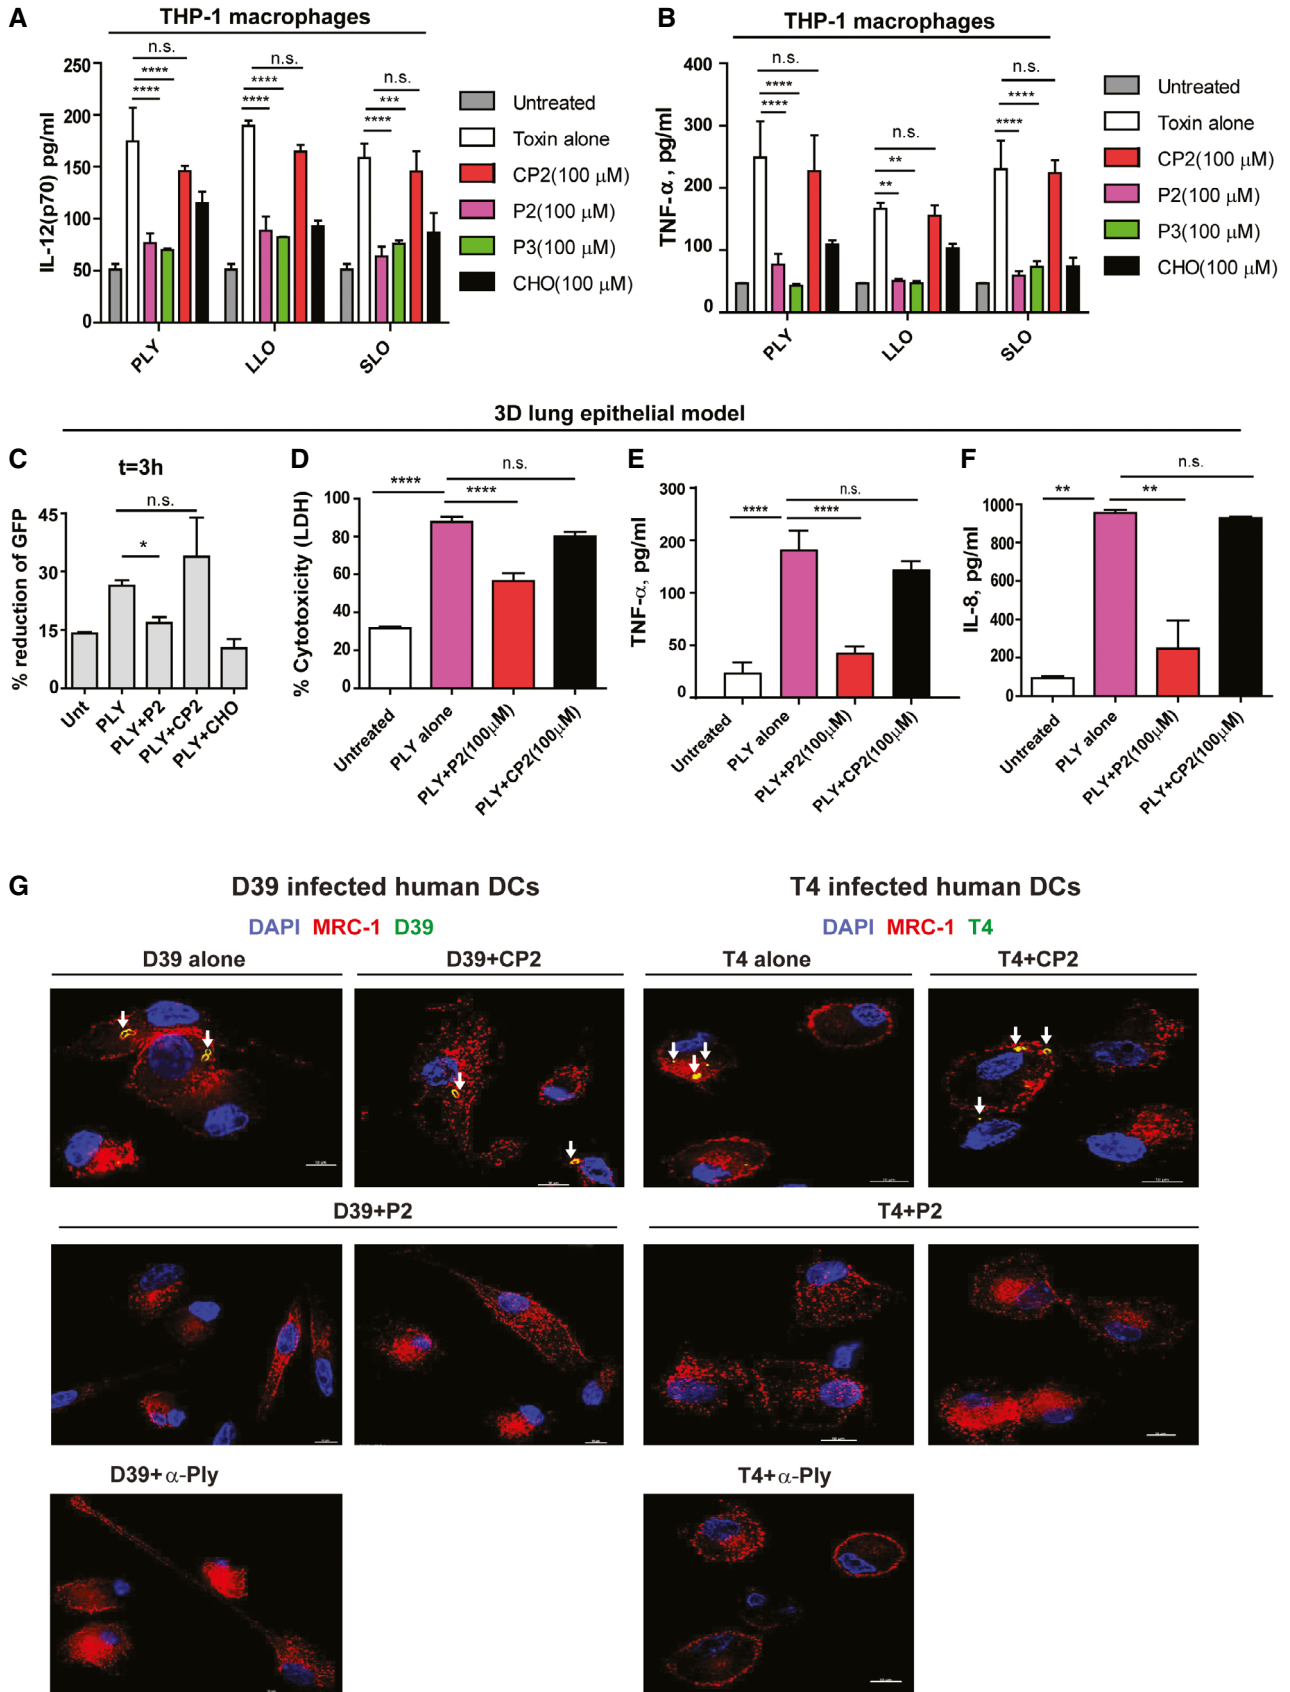 A
THP-1 macrophages
n.s.
****
****
n.s.
****
****
n.s.
***
****
IL-12(p70) pg/ml
250
200
150
100
50
0
PLY
LLO
SLO
Untreated
Toxin alone
CP2(100 μM)
P2(100 μM)
P3(100 μM)
CHO(100 μM)
B
THP-1 macrophages
n.s.
****
****
n.s.
**
**
n.s.
****
****
TNF-α , pg/ml
400
300
200
100
0
PLY
LLO
SLO
Untreated
Toxin alone
CP2(100 μM)
P2(100 μM)
P3(100 μM)
CHO(100 μM)
3D lung epithelial model
C
t=3h
n.s.
*
% reduction of GFP
45
30
15
0
Unt
PLY
PLY+P2
PLY+CP2
PLY+CHO
D
n.s.
****
****
% Cytotoxicity (LDH)
100
80
60
40
20
0
Untreated
PLY alone
PLY+P2(100μM)
PLY+CP2(100μM)
E
n.s.
****
****
TNF-α, pg/ml
300
200
100
50
0
Untreated
PLY alone
PLY+P2(100μM)
PLY+CP2(100μM)
F
n.s.
**
**
IL-8, pg/ml
1000
800
600
400
200
0
Untreated
PLY alone
PLY+P2(100μM)
PLY+CP2(100μM)
G
D39 infected human DCs
T4 infected human DCs
DAPI MRC-1 D39
DAPI MRC-1 T4
D39 alone
D39+CP2
T4 alone
T4+CP2
D39+P2
T4+P2
D39+α-Ply
T4+α-Ply